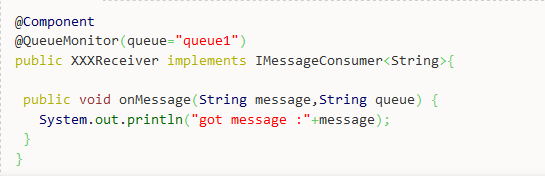 @Component
@QueueMonitor(queue="queue1")
public XXXReceiver implements IMessageConsumer<String>{
public void onMessage(String message,String queue) {
System.out.println("got message :"+message);
}
}